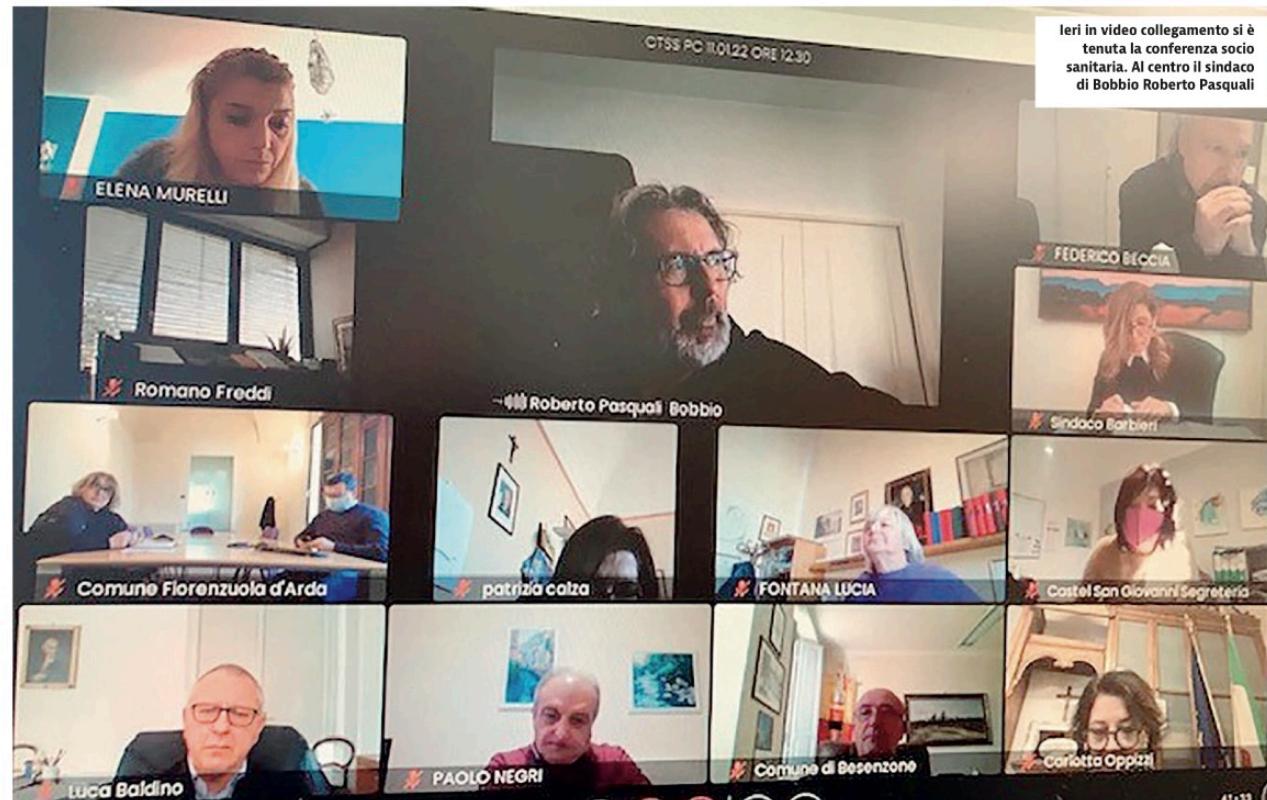 Ieri in video collegamento si è
tenuta la conferenza socio
sanitaria. Al centro il sindaco
di Bobbio Roberto Pasquali
CTSS PC 11.01.22 ORE 12.30
ELENA MURELLI
FEDERICO BECCIA
Romano Freddi
Roberto Pasquali Bobbio
Sindaco Barbieri
Comune Fiorenzuola d'Arda
patrizia calza
FONTANA LUCIA
Castel San Giovanni Segreteria
Luca Baldino
PAOLO NEGRI
Comune di Besenzone
Carlotta Oppizzi